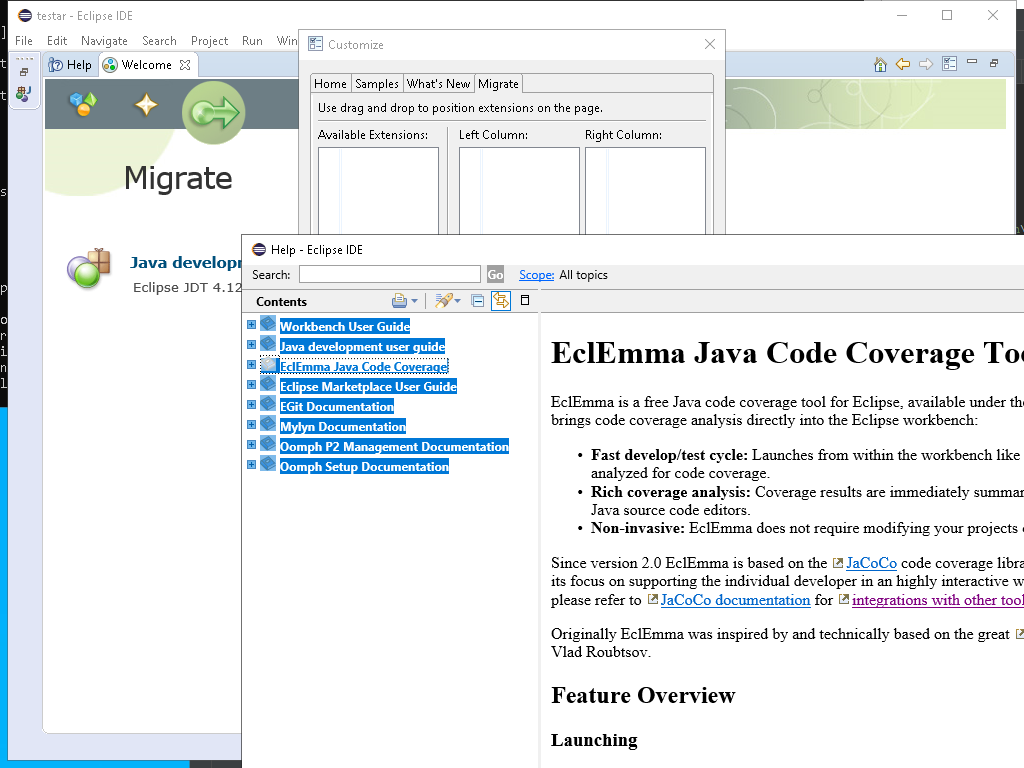 testar - Eclipse IDE
File Edit Navigate Search Project Run Win
Help Welcome
Migrate
Java developr
Eclipse JDT 4.12
Customize
Home Samples What's New Migrate
Use drag and drop to position extensions on the page.
Available Extensions: Left Column: Right Column:
Help - Eclipse IDE
Search: Go Scope: All topics
Contents
Workbench User Guide
Java development user guide
EclEmma Java Code Coverage
Eclipse Marketplace User Guide
EGit Documentation
Mylyn Documentation
Oomph P2 Management Documentation
Oomph Setup Documentation
EclEmma Java Code Coverage Too
EclEmma is a free Java code coverage tool for Eclipse, available under the
brings code coverage analysis directly into the Eclipse workbench:
• Fast develop/test cycle: Launches from within the workbench like
analyzed for code coverage.
• Rich coverage analysis: Coverage results are immediately summar
Java source code editors.
• Non-invasive: EclEmma does not require modifying your projects
Since version 2.0 EclEmma is based on the JaCoCo code coverage libra
its focus on supporting the individual developer in an highly interactive w
please refer to JaCoCo documentation for integrations with other tool
Originally EclEmma was inspired by and technically based on the great
Vlad Roubtsov.
Feature Overview
Launching